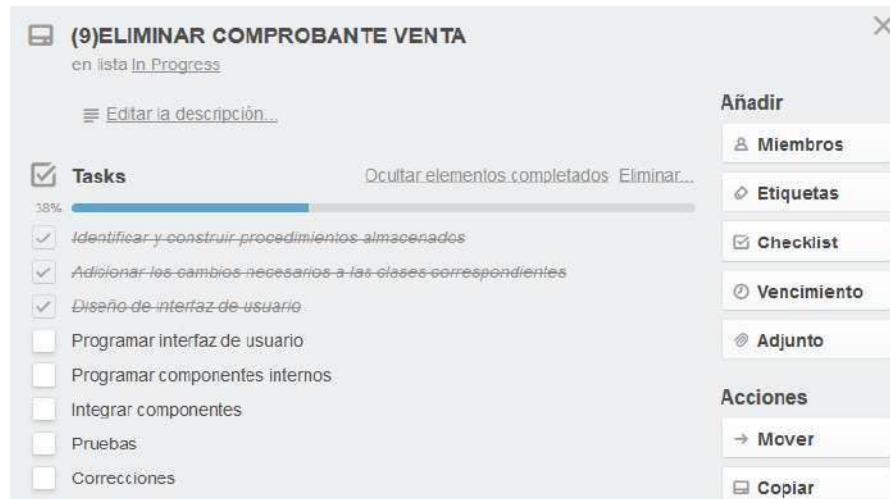 (9)ELIMINAR COMPROBANTE VENTA
en lista In Progress
Editar la descripción...
Tasks
Ocultar elementos completados Eliminar...
38%
Identificar y construir procedimientos almacenados
Adicionar los cambios necesarios a las clases correspondientes
Diseño de interfaz de usuario
Programar interfaz de usuario
Programar componentes internos
Integrar componentes
Pruebas
Correcciones
Añadir
Miembros
Etiquetas
Checklist
Vencimiento
Adjunto
Acciones
Mover
Copiar